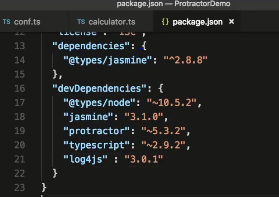 package.json — ProtractorDemo
conf.ts TS calculator.ts {} package.json ×
12 "license": "ISC",
13 "dependencies": {
14 "@types/jasmine": "^2.8.8"
15 },
16 "devDependencies": {
17 "@types/node": "~10.5.2",
18 "jasmine": "3.1.0",
19 "protractor": "~5.3.2",
20 "typescript": "~2.9.2",
21 "log4js" : "3.0.1"
22 }
23 }